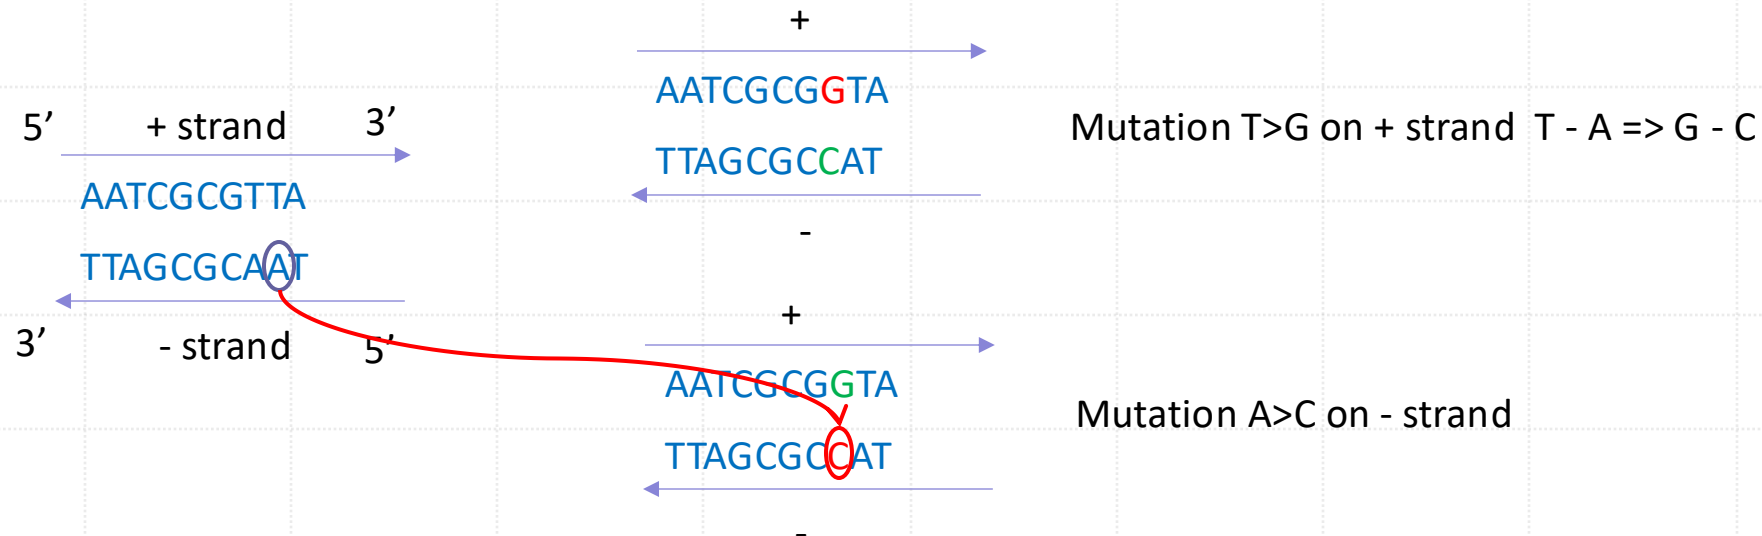 5’ + strand 3’
AATCGCGTTA
TTAGCGCAAT
3’ - strand 5’
+
AATCGCGGTA
TTAGCGCCAT
-
Mutation T>G on + strand T - A => G - C
+
AATCGCGGTA
TTAGCGCCAT
-
Mutation A>C on - strand